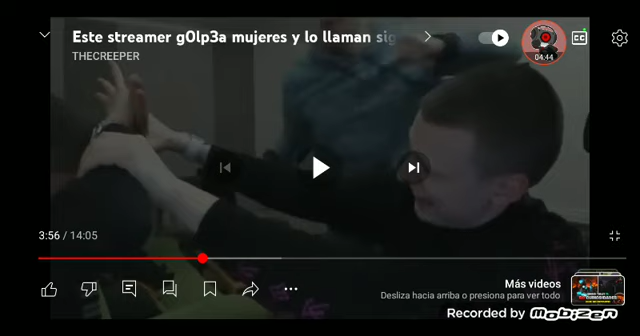 Este streamer g0lp3a mujeres y lo llaman sig
THECREEPER
CC
04:44
3:56 / 14:05
Más videos
Desliza hacia arriba o presiona para ver todo
Recorded by Mobizen